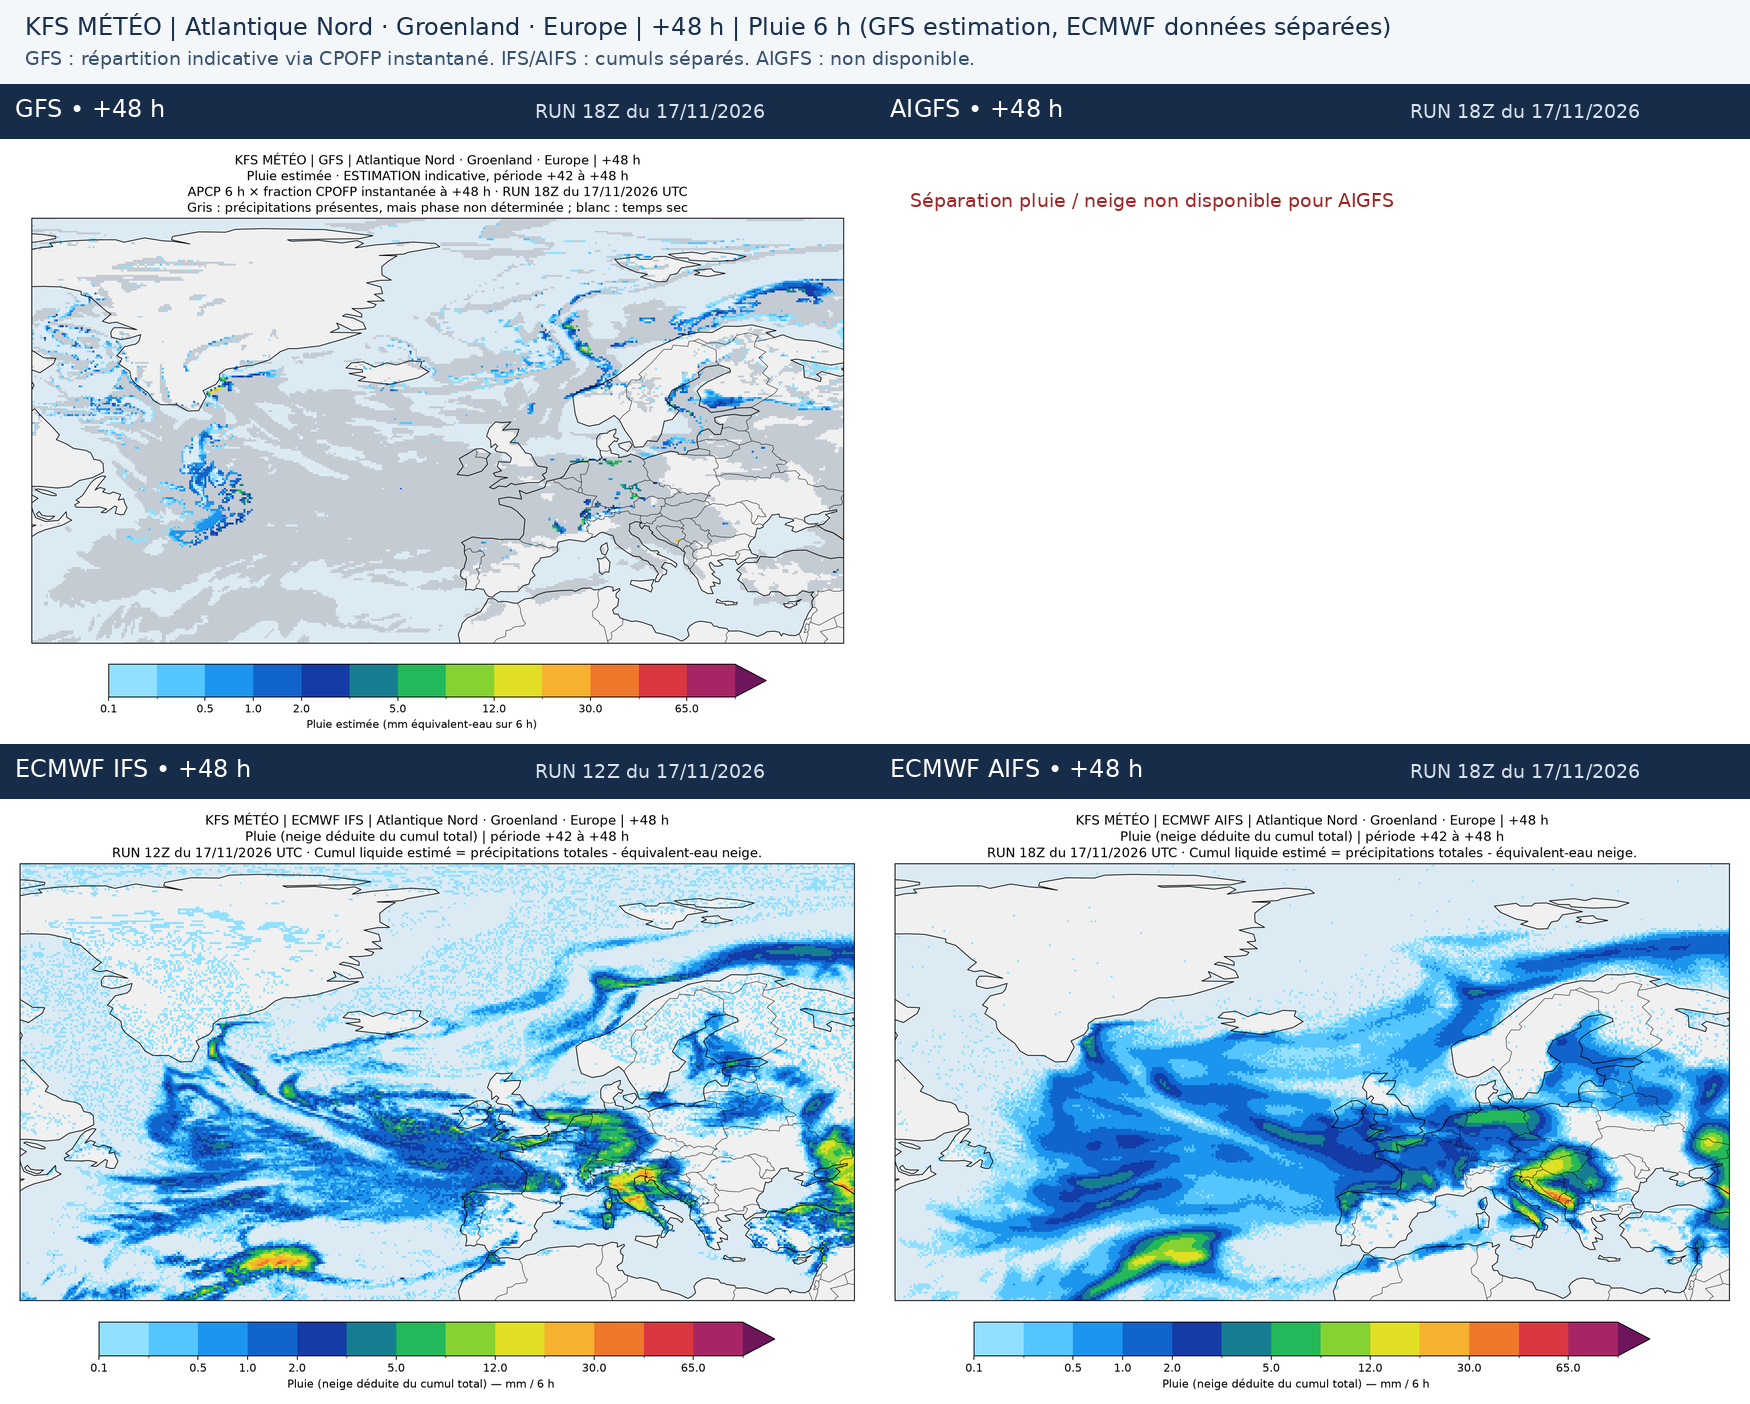 KFS MÉTÉO | Atlantique Nord · Groenland · Europe | +48 h | Pluie 6 h (GFS estimation, ECMWF données séparées)
GFS : répartition indicative via CPOFP instantané. IFS/AIFS : cumuls séparés. AIGFS : non disponible.
GFS • +48 h
RUN 18Z du 17/11/2026
AIGFS • +48 h
RUN 18Z du 17/11/2026
KFS MÉTÉO | GFS | Atlantique Nord · Groenland · Europe | +48 h
Pluie estimée · ESTIMATION indicative, période +42 à +48 h
APCP 6 h × fraction CPOFP instantanée à +48 h · RUN 18Z du 17/11/2026 UTC
Gris : précipitations présentes, mais phase non déterminée ; blanc : temps sec
Séparation pluie / neige non disponible pour AIGFS
0.1 0.5 1.0 2.0 5.0 12.0 30.0 65.0
Pluie estimée (mm équivalent-eau sur 6 h)
ECMWF IFS • +48 h
RUN 12Z du 17/11/2026
ECMWF AIFS • +48 h
RUN 18Z du 17/11/2026
KFS MÉTÉO | ECMWF IFS | Atlantique Nord · Groenland · Europe | +48 h
Pluie (neige déduite du cumul total) | période +42 à +48 h
RUN 12Z du 17/11/2026 UTC · Cumul liquide estimé = précipitations totales - équivalent-eau neige.
KFS MÉTÉO | ECMWF AIFS | Atlantique Nord · Groenland · Europe | +48 h
Pluie (neige déduite du cumul total) | période +42 à +48 h
RUN 18Z du 17/11/2026 UTC · Cumul liquide estimé = précipitations totales - équivalent-eau neige.
0.1 0.5 1.0 2.0 5.0 12.0 30.0 65.0
Pluie (neige déduite du cumul total) — mm / 6 h
0.1 0.5 1.0 2.0 5.0 12.0 30.0 65.0
Pluie (neige déduite du cumul total) — mm / 6 h